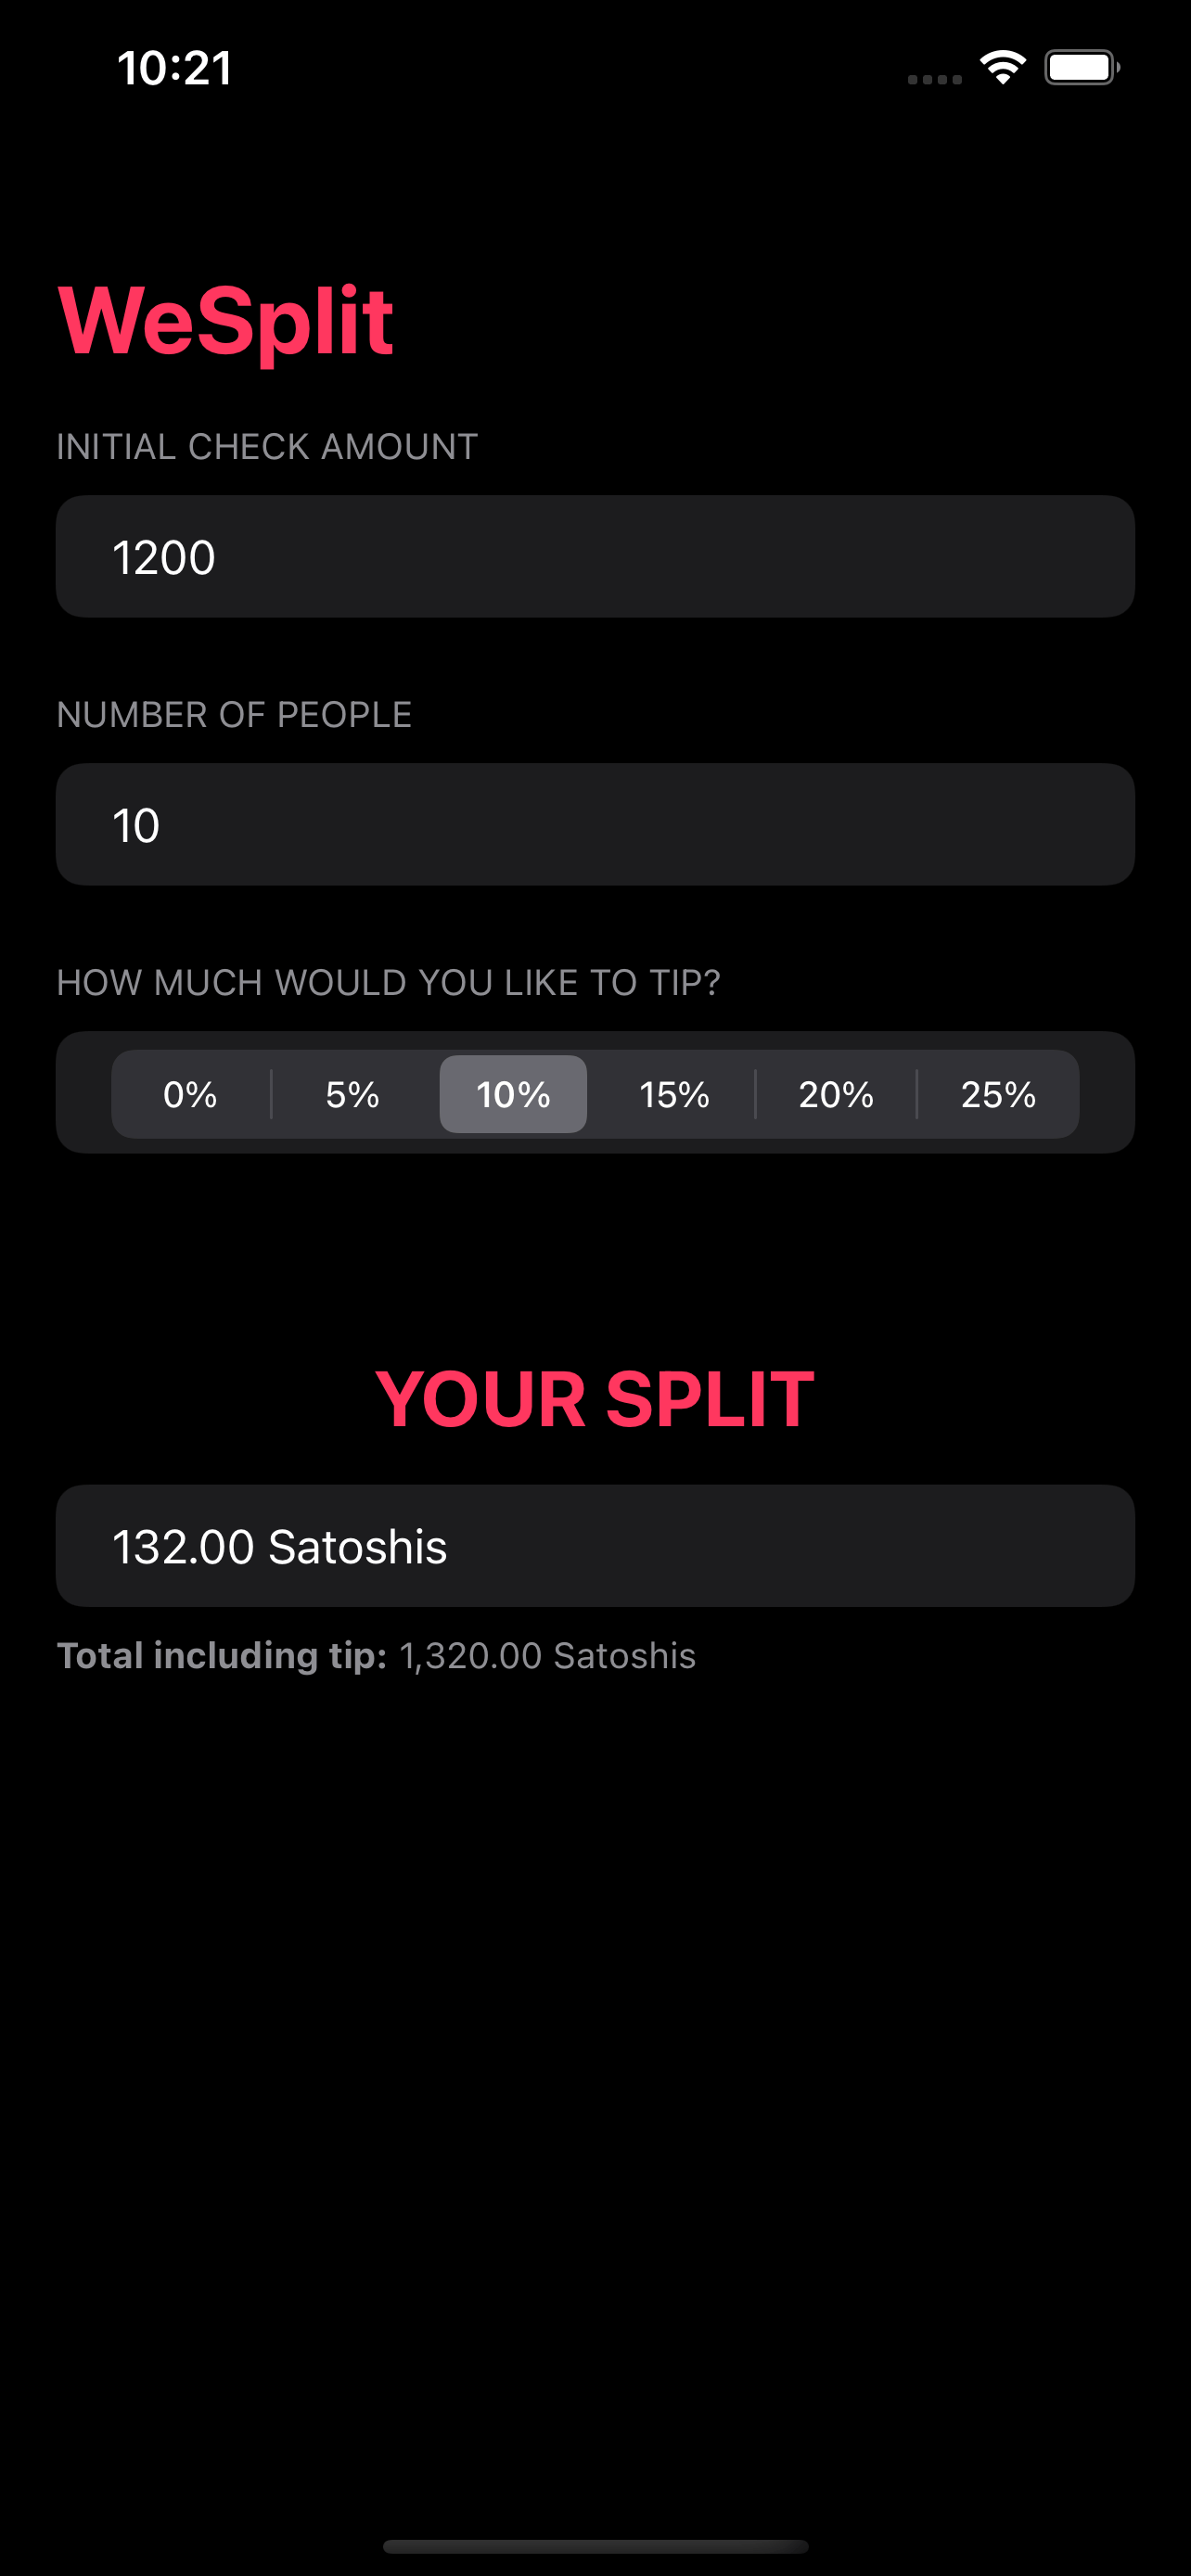 10:21
WeSplit
INITIAL CHECK AMOUNT
1200
NUMBER OF PEOPLE
10
HOW MUCH WOULD YOU LIKE TO TIP?
0% 5% 10% 15% 20% 25%
YOUR SPLIT
132.00 Satoshis
Total including tip: 1,320.00 Satoshis